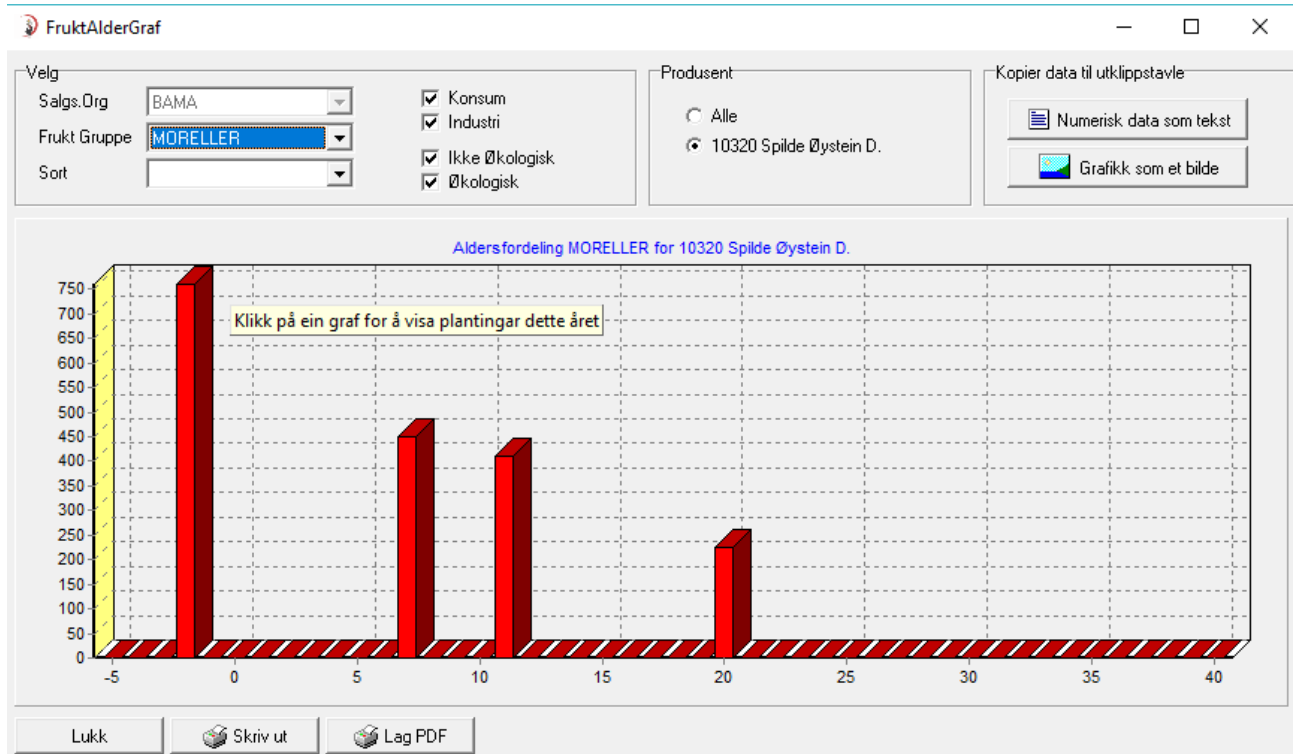 FruktAlderGraf
Velg
Salgs.Org BAMA
Frukt Gruppe MORELLER
Sort
Konsum
Industri
Ikke Økologisk
Økologisk
Produsent
Alle
10320 Spilde Øystein D.
Kopier data til utklippstavle
Numerisk data som tekst
Grafikk som et bilde
Aldersfordeling MORELLER for 10320 Spilde Øystein D.
Klikk på ein graf for å visa plantingar dette året
750
700
650
600
550
500
450
400
350
300
250
200
150
100
50
0
-5 0 5 10 15 20 25 30 35 40
Lukk Skriv ut Lag PDF